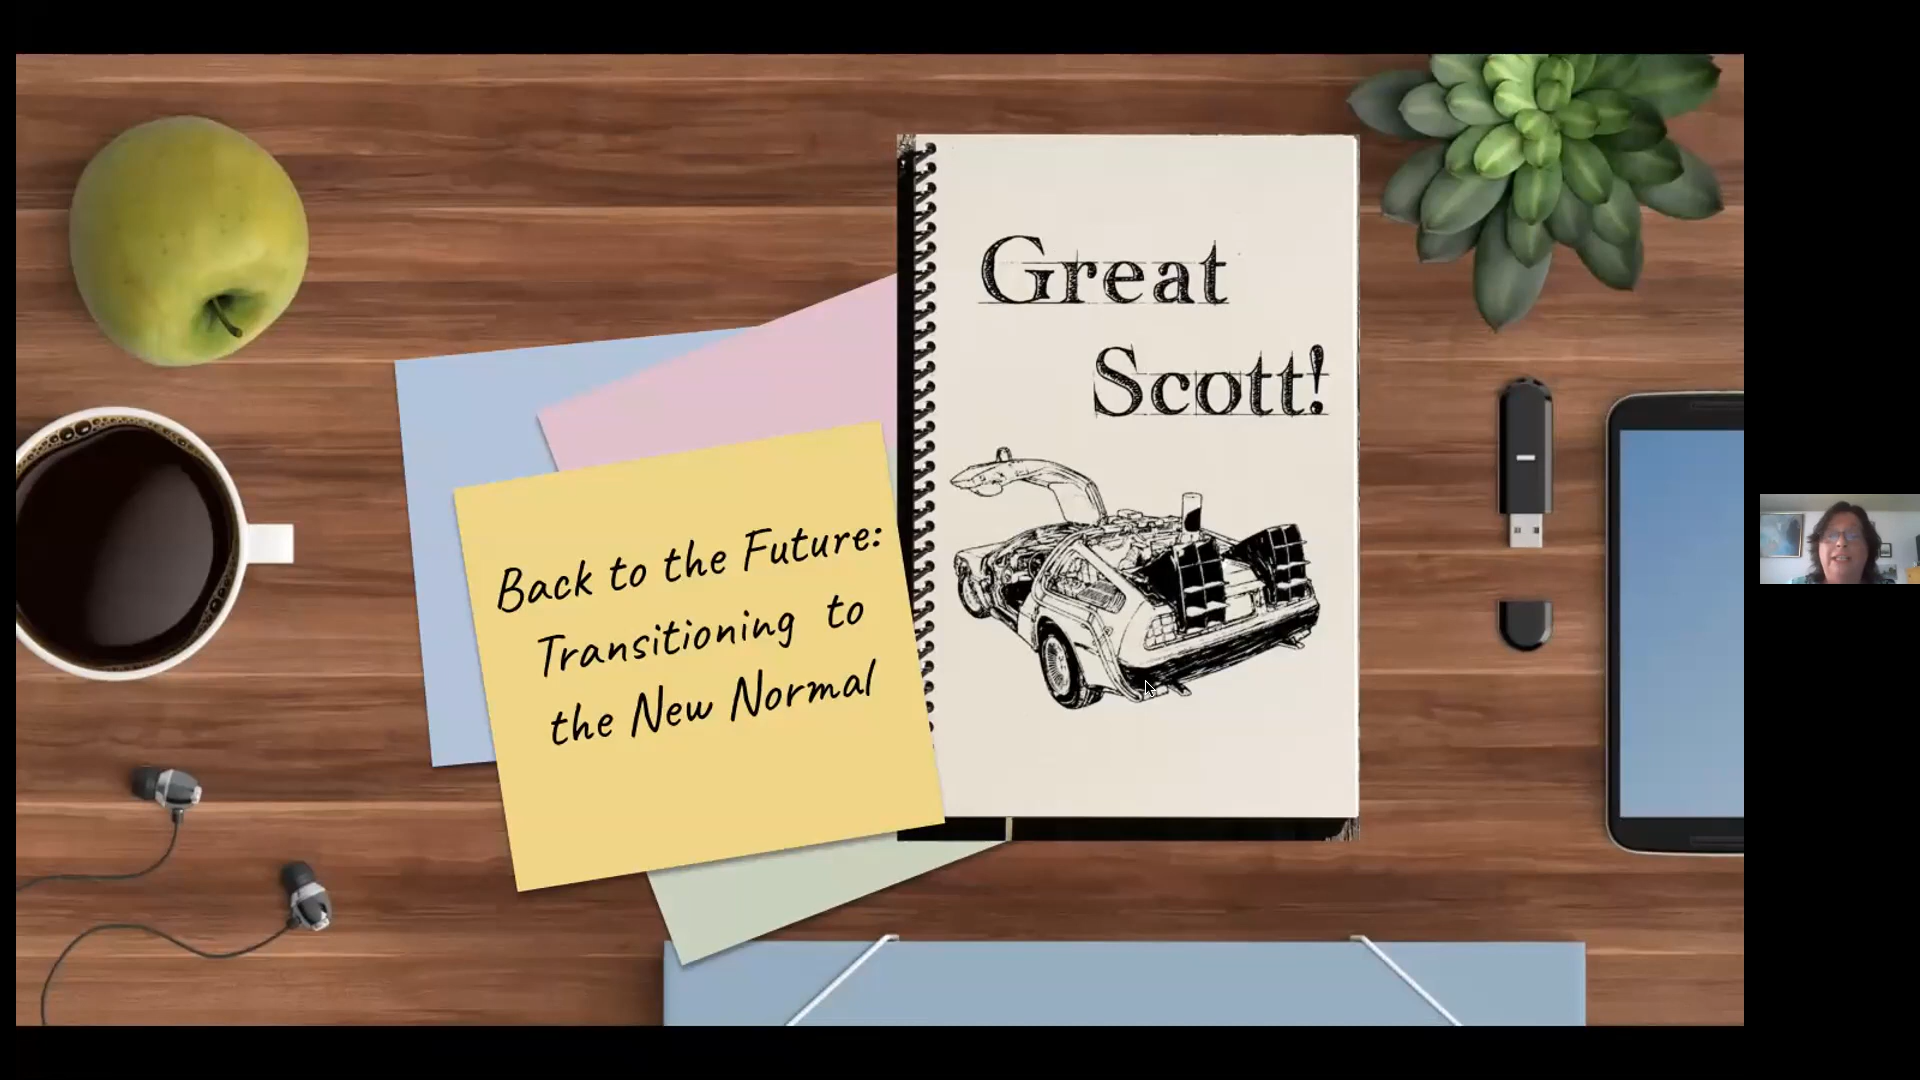 Great
Scott!
Back to the Future:
Transitioning to
the New Normal